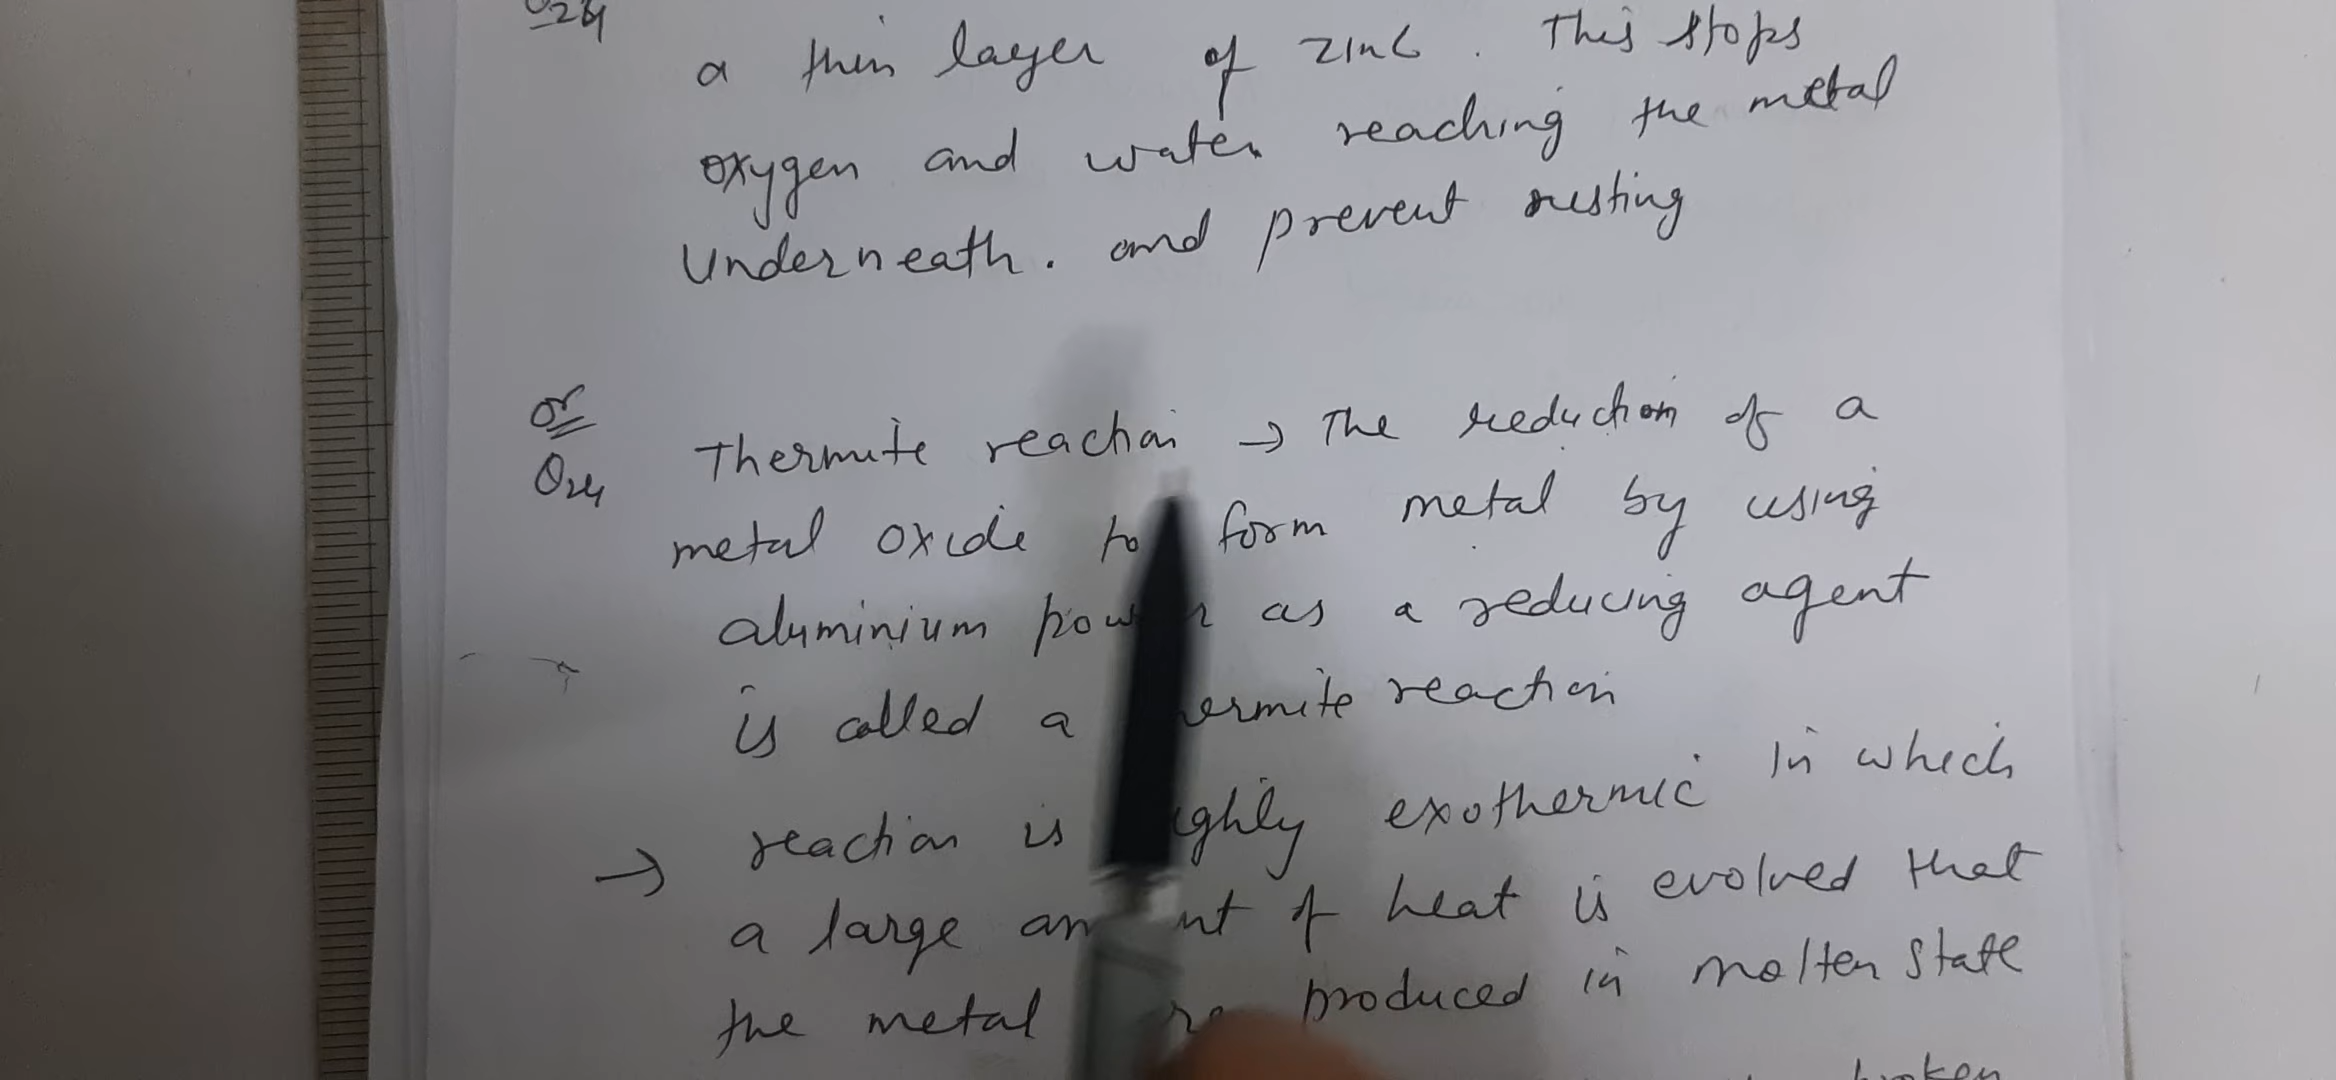 Q24
a thin layer of zinc. This stops
oxygen and water reaching the metal
Underneath. and prevent rusting
or
Q24 Thermite reaction → The reduction of a
metal oxide to form metal by using
aluminium as a reducing agent
is called a reaction
→ reaction is exothermic in which
a large of heat is evolved that
the metal produced in molten state
broken